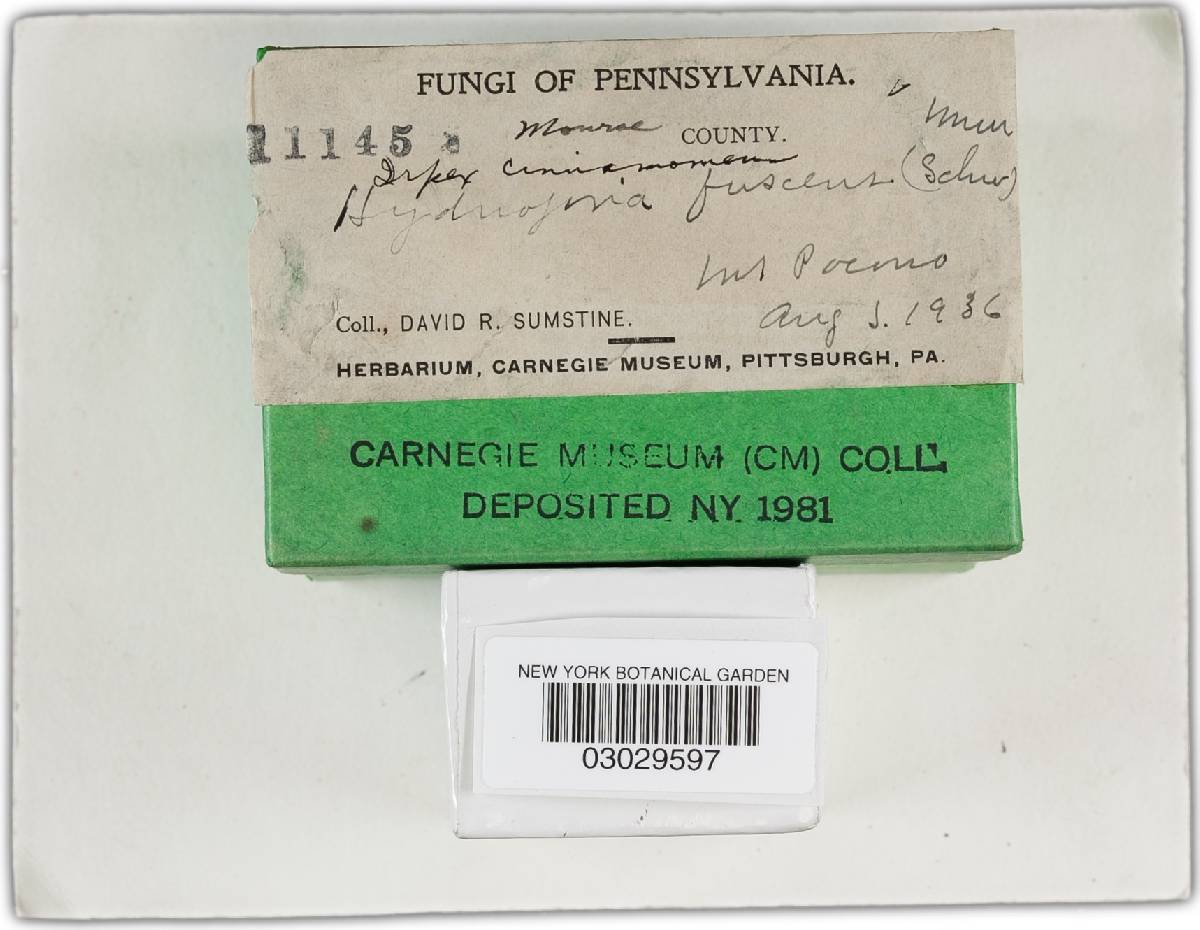 FUNGI OF PENNSYLVANIA.
11145
Monroe COUNTY.
Irpex cinnamomeum
Hydnoporia fuscens (Schw)
Mt Pocono
Coll., DAVID R. SUMSTINE.
Aug 5. 1936
HERBARIUM, CARNEGIE MUSEUM, PITTSBURGH, PA.
CARNEGIE MUSEUM (CM) COLL.
DEPOSITED NY 1981
NEW YORK BOTANICAL GARDEN
03029597